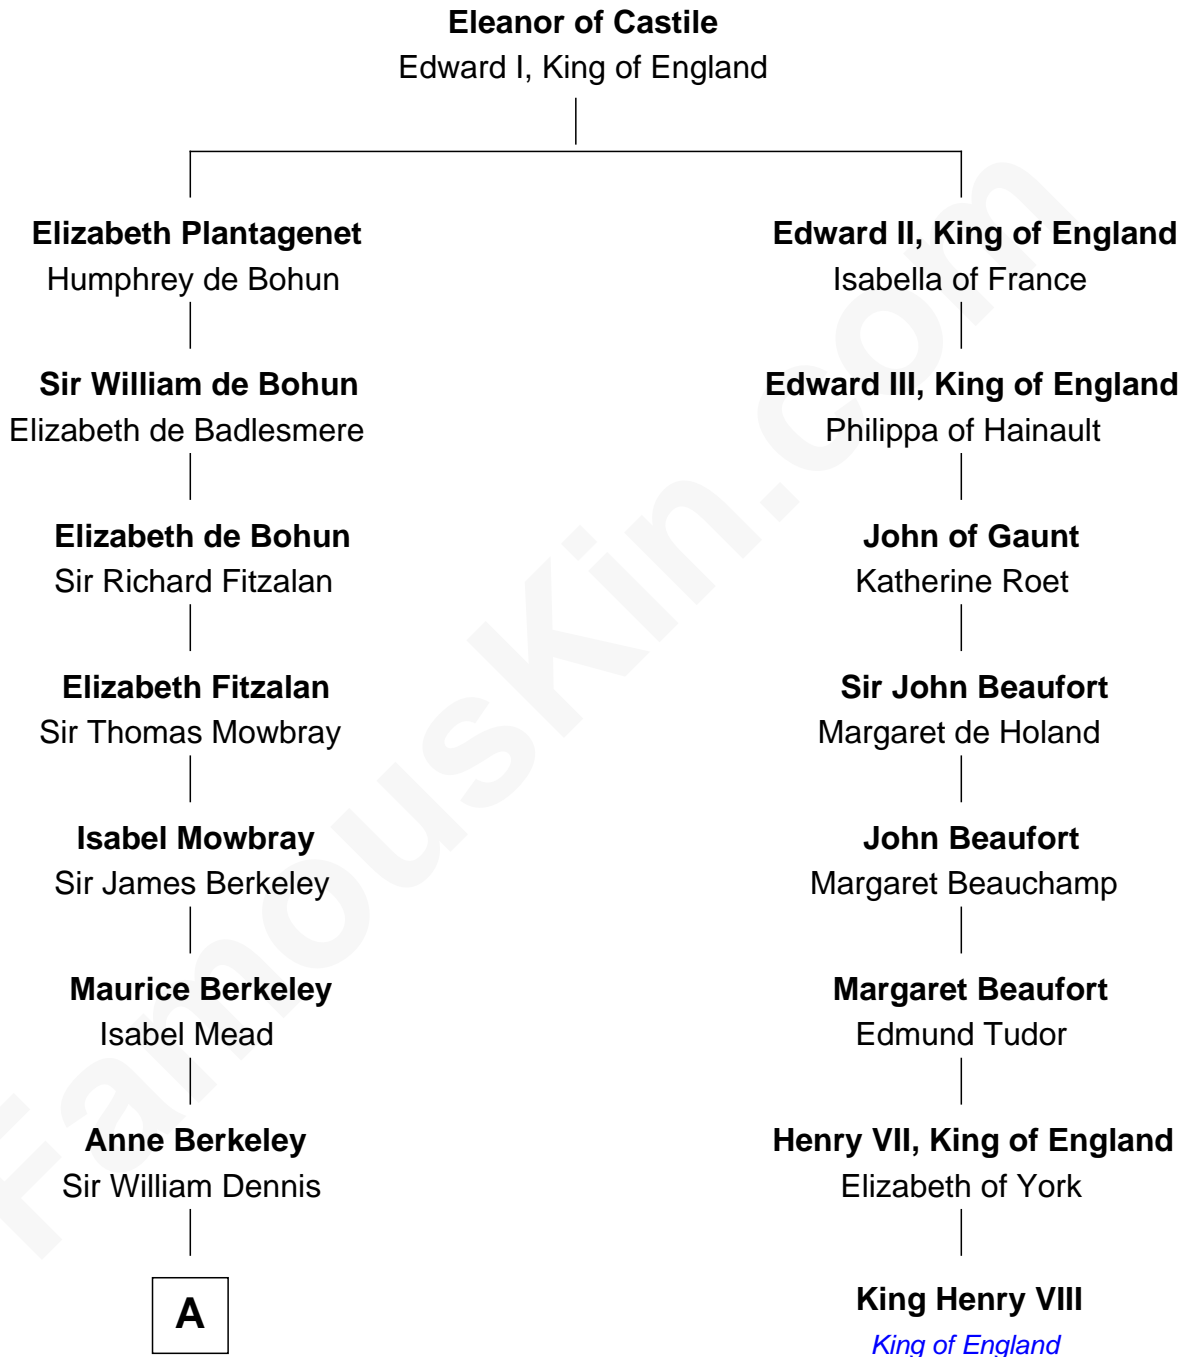 Eleanor of Castile
Edward I, King of England
Elizabeth Plantagenet
Humphrey de Bohun
Edward II, King of England
Isabella of France
Sir William de Bohun
Elizabeth de Badlesmere
Edward III, King of England
Philippa of Hainault
Elizabeth de Bohun
Sir Richard Fitzalan
John of Gaunt
Katherine Roet
Elizabeth Fitzalan
Sir Thomas Mowbray
Sir John Beaufort
Margaret de Holand
Isabel Mowbray
Sir James Berkeley
John Beaufort
Margaret Beauchamp
Maurice Berkeley
Isabel Mead
Margaret Beaufort
Edmund Tudor
Anne Berkeley
Sir William Dennis
Henry VII, King of England
Elizabeth of York
A
King Henry VIII
King of England
FamousKin.com